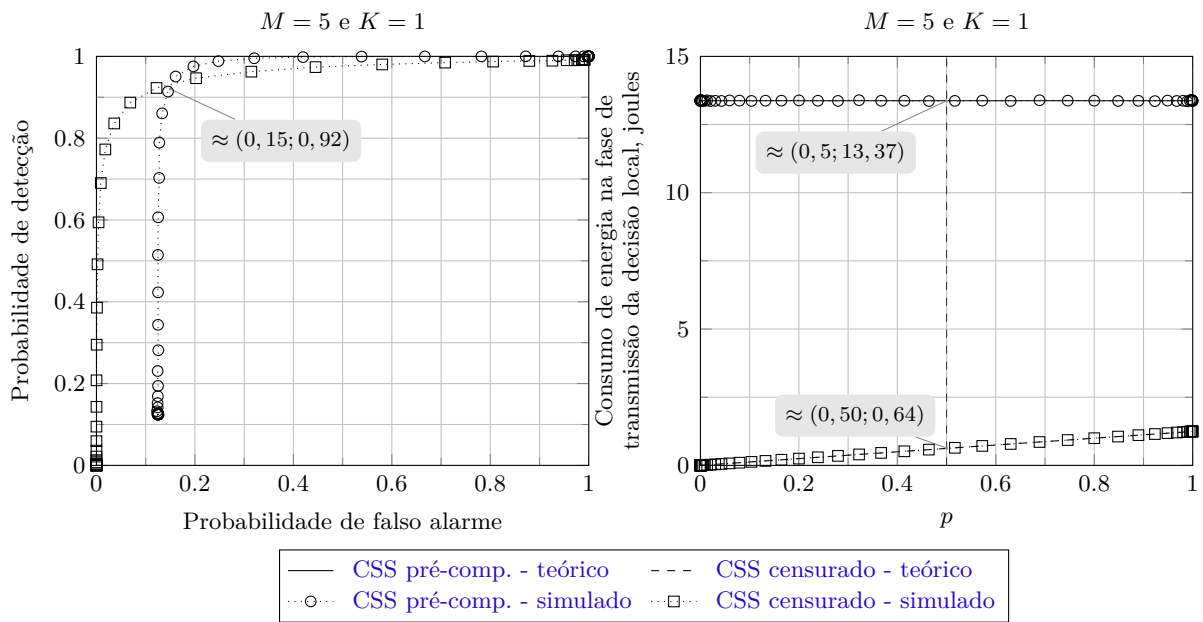 M = 5 e K = 1
Probabilidade de detecção
1
0.8
0.6
0.4
0.2
0
≈ (0, 15; 0, 92)
0
0.2
0.4
0.6
0.8
1
Probabilidade de falso alarme
M = 5 e K = 1
Consumo de energia na fase de
transmissão da decisão local, joules
15
10
5
0
≈ (0, 5; 13, 37)
≈ (0, 50; 0, 64)
0
0.2
0.4
0.6
0.8
1
p
CSS pré-comp. - teórico
CSS censurado - teórico
CSS pré-comp. - simulado
CSS censurado - simulado